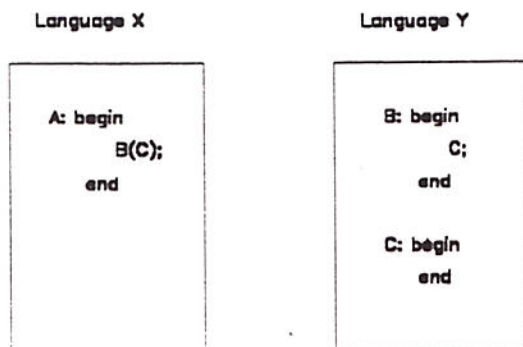 Language X
A: begin
B(C);
end
Language Y
B: begin
C;
end
C: begin
end